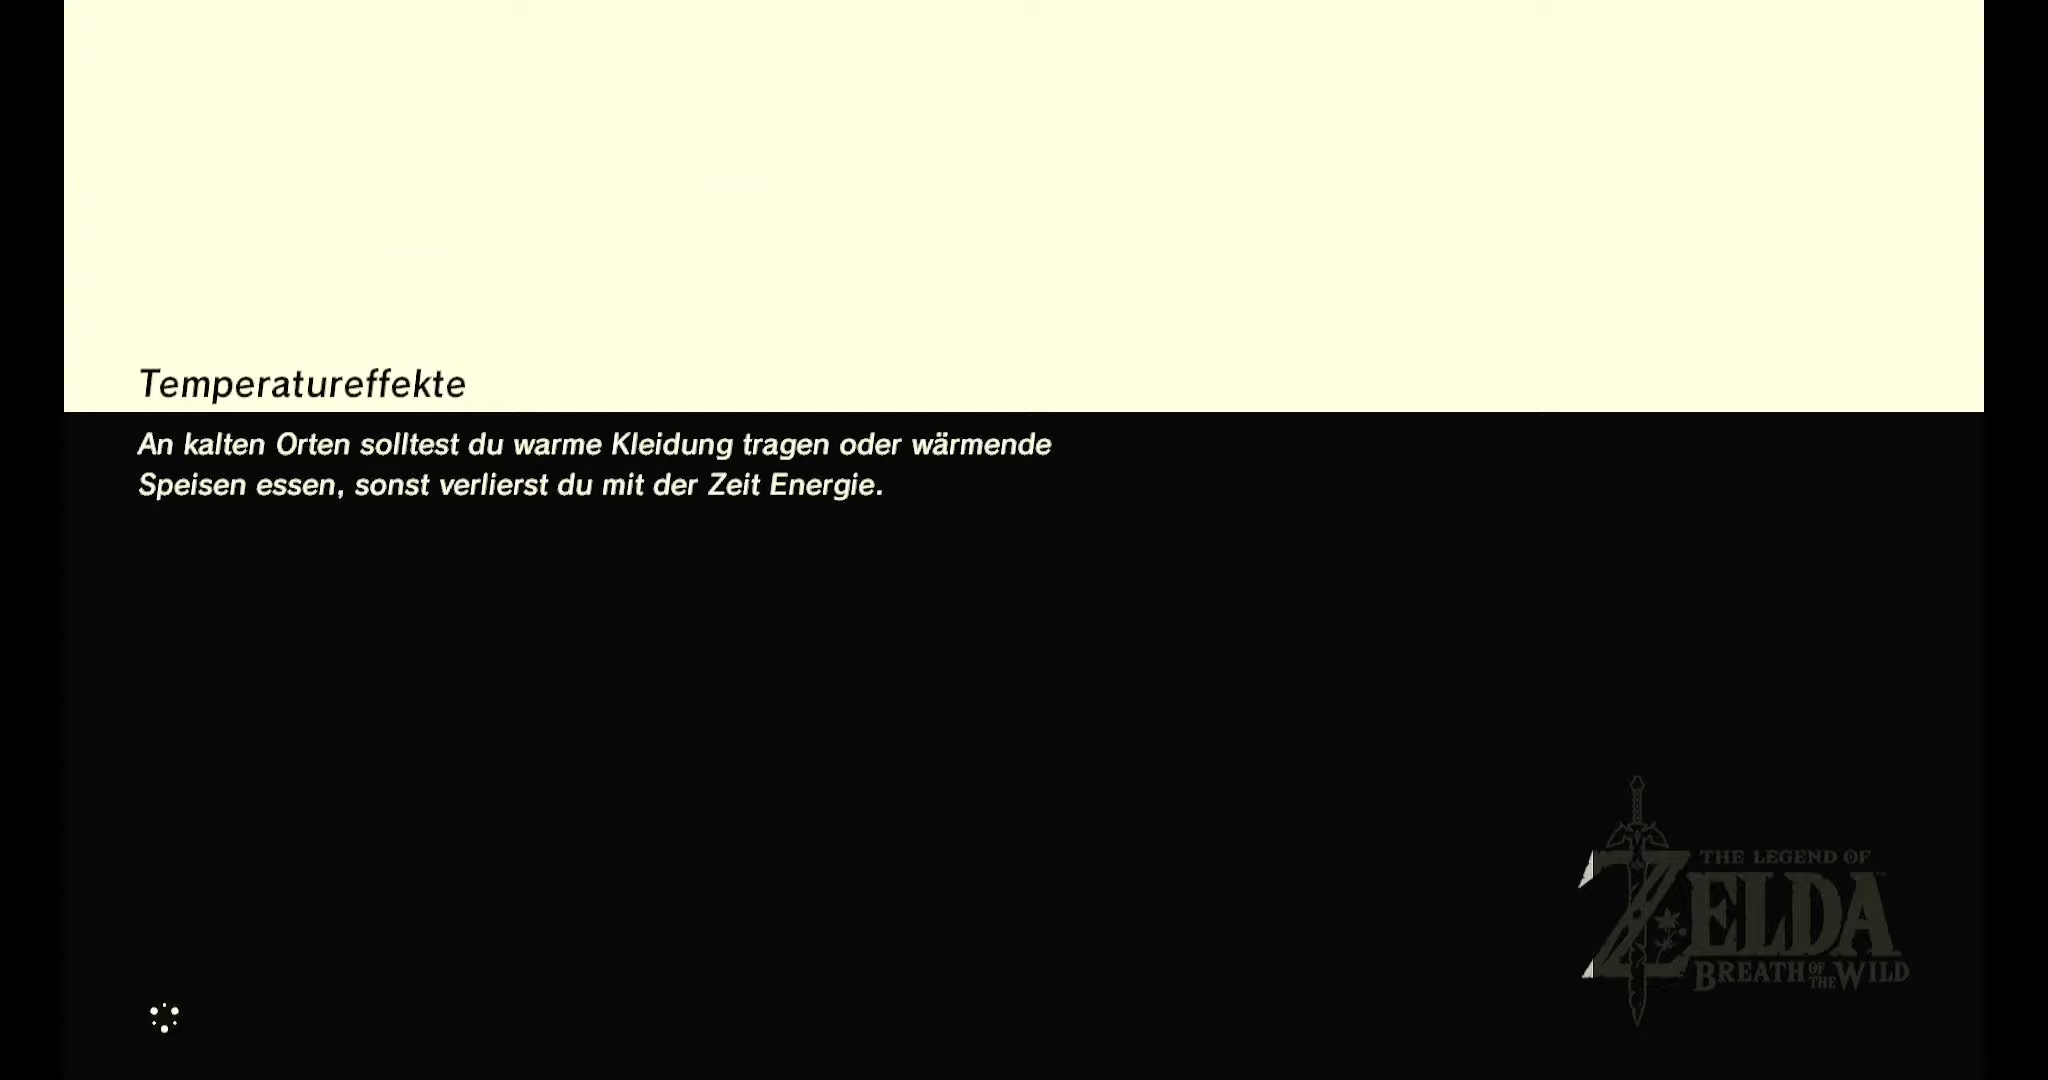 Temperatureffekte
An kalten Orten solltest du warme Kleidung tragen oder wärmende
Speisen essen, sonst verlierst du mit der Zeit Energie.
THE LEGEND OF
ZELDA
BREATH OF THE WILD